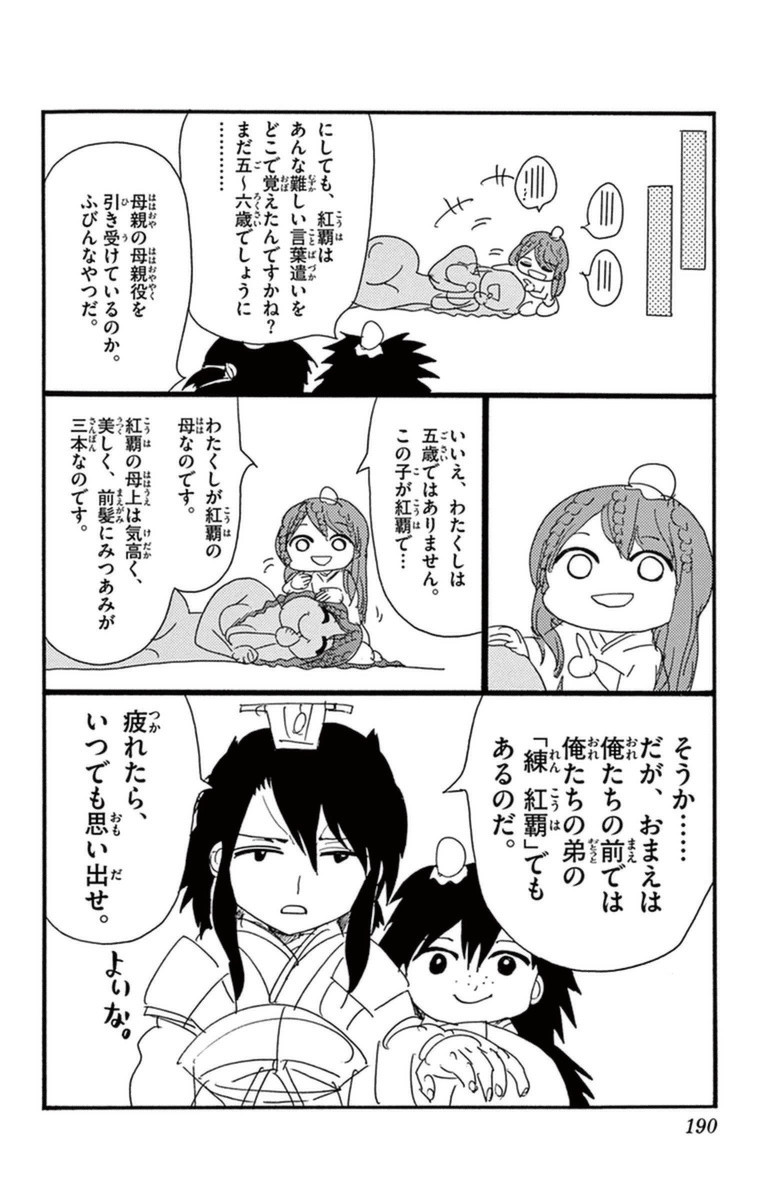 にしても、紅覇は
あんな難しい言葉遣いを
どこで覚えたんですかね?
まだ五~六歳でしょうに
…………
母親の母親役を
引き受けているのか。
ふびんなやつだ。
いいえ、わたくしは
五歳ではありません。
この子が紅覇で…
わたくしが紅覇の
母なのです。
紅覇の母上は気高く、
美しく、前髪にみつあみが
三本なのです。
そうか……
だが、おまえは
俺たちの前では
俺たちの弟の
「練 紅覇」でも
あるのだ。
疲れたら、
いつでも思い出せ。
よいな。
190